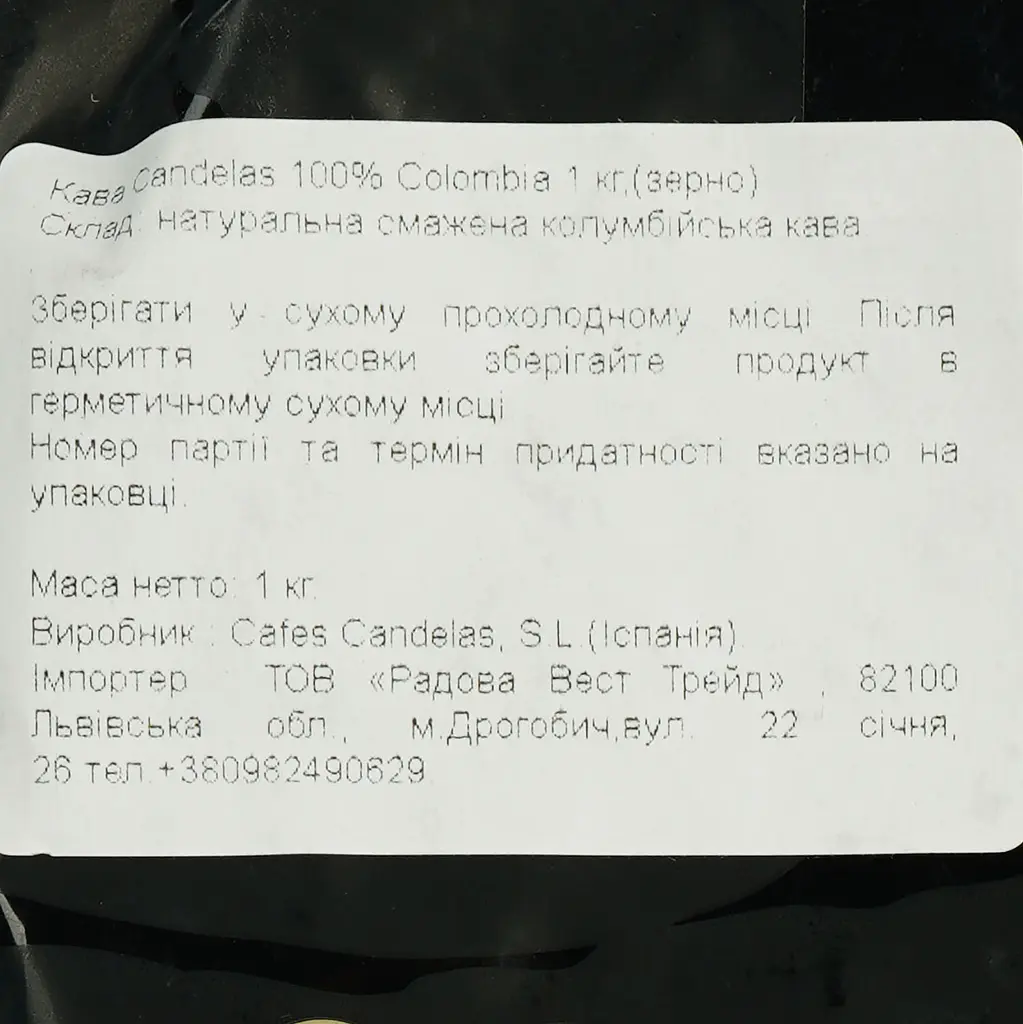 Кава Candelas 100% Colombia 1 кг,(зерно)
Склад: натуральна смажена колумбійська кава
Зберігати у сухому прохолодному місці Після
відкриття упаковки зберігайте продукт в
герметичному сухому місці
Номер партії та термін придатності вказано на
упаковці.
Маса нетто: 1 кг.
Виробник : Cafes Candelas, S.L.(Іспанія)
Імпортер ТОВ «Радова Вест Трейд» , 82100
Львівська обл., м.Дрогобич,вул. 22 січня,
26 тел.+380982490629